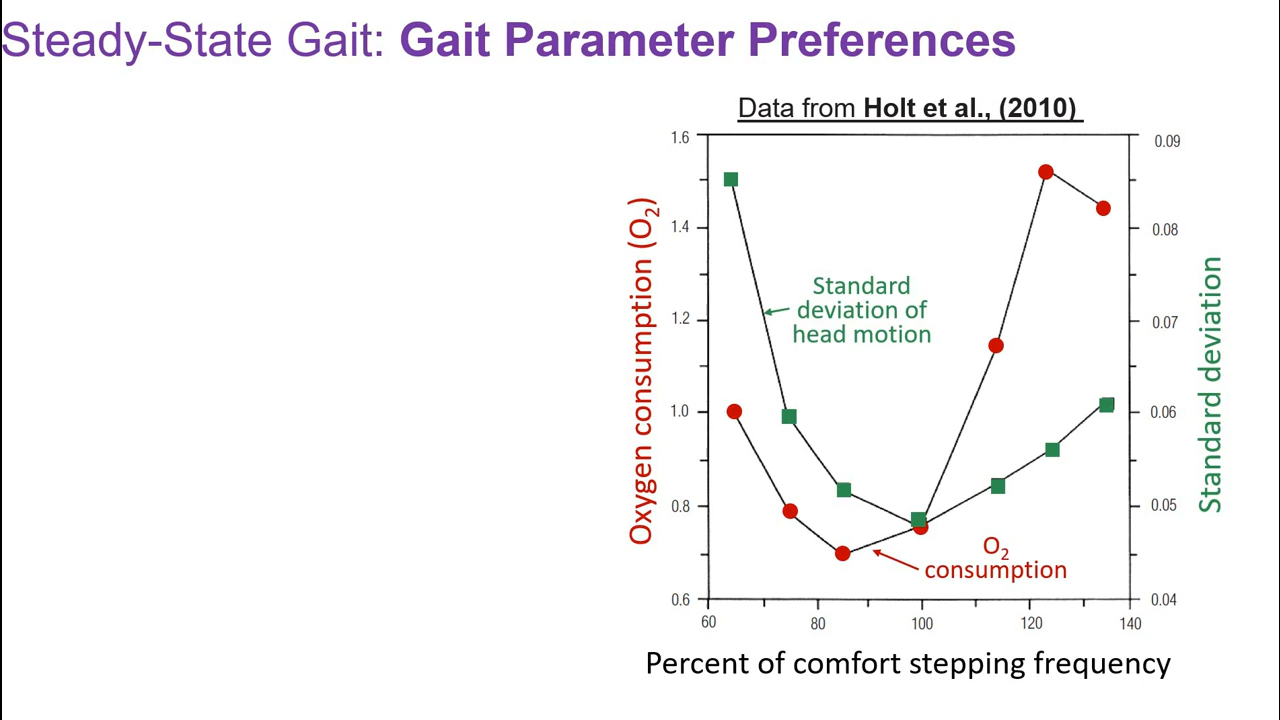 Steady-State Gait: Gait Parameter Preferences
Data from Holt et al., (2010)
1.6
1.4
1.2
1.0
0.8
0.6
Oxygen consumption (O2)
Standard
deviation of
head motion
O2
consumption
0.09
0.08
0.07
0.06
0.05
0.04
Standard deviation
60 80 100 120 140
Percent of comfort stepping frequency